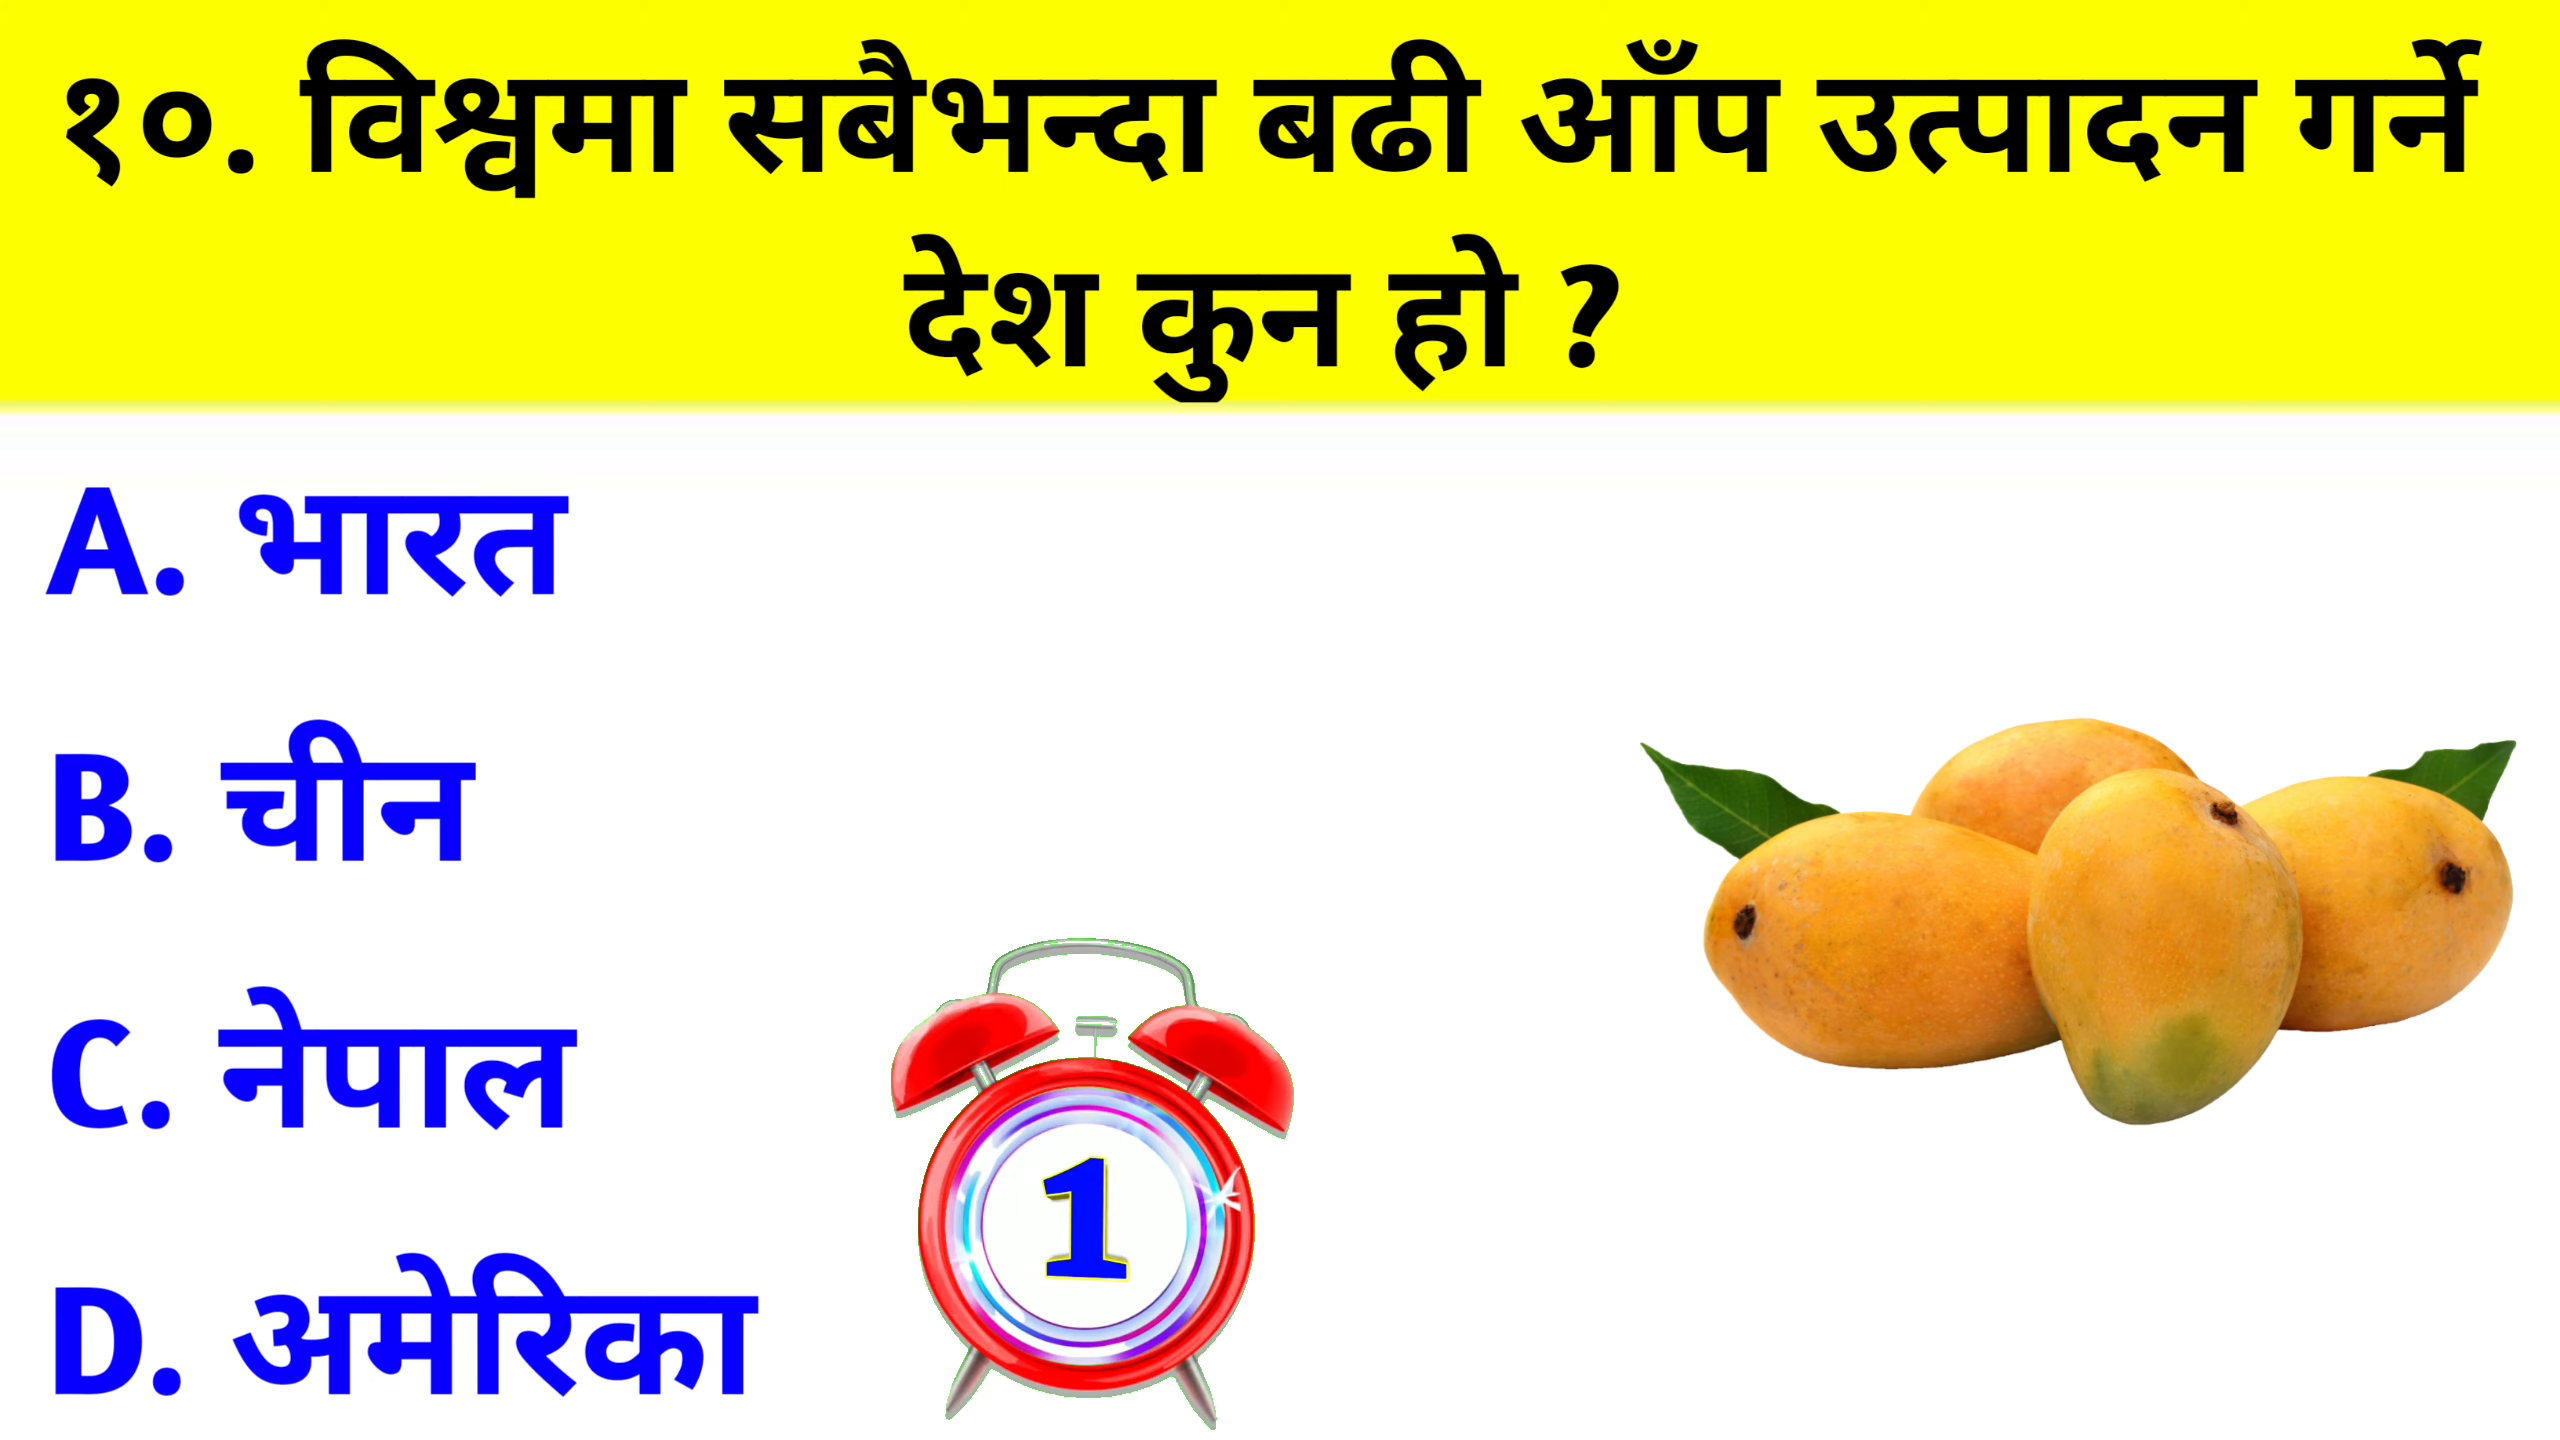 १०. विश्वमा सबैभन्दा बढी आँप उत्पादन गर्ने
देश कुन हो ?
A. भारत
B. चीन
C. नेपाल
1
D. अमेरिका